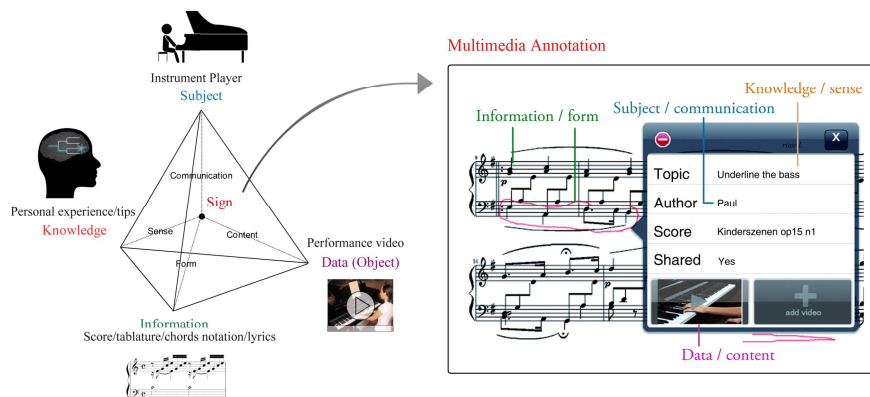 Instrument Player
Subject
Communication
Sign
Personal experience/tips
Knowledge
Sense
Content
Form
Performance video
Data (Object)
Information
Score/tablature/chords notation/lyrics
Multimedia Annotation
Knowledge / sense
Information / form
Subject / communication
X
Topic Underline the bass
Author Paul
Score Kinderszenen op15 n1
Shared Yes
add video
Data / content
p